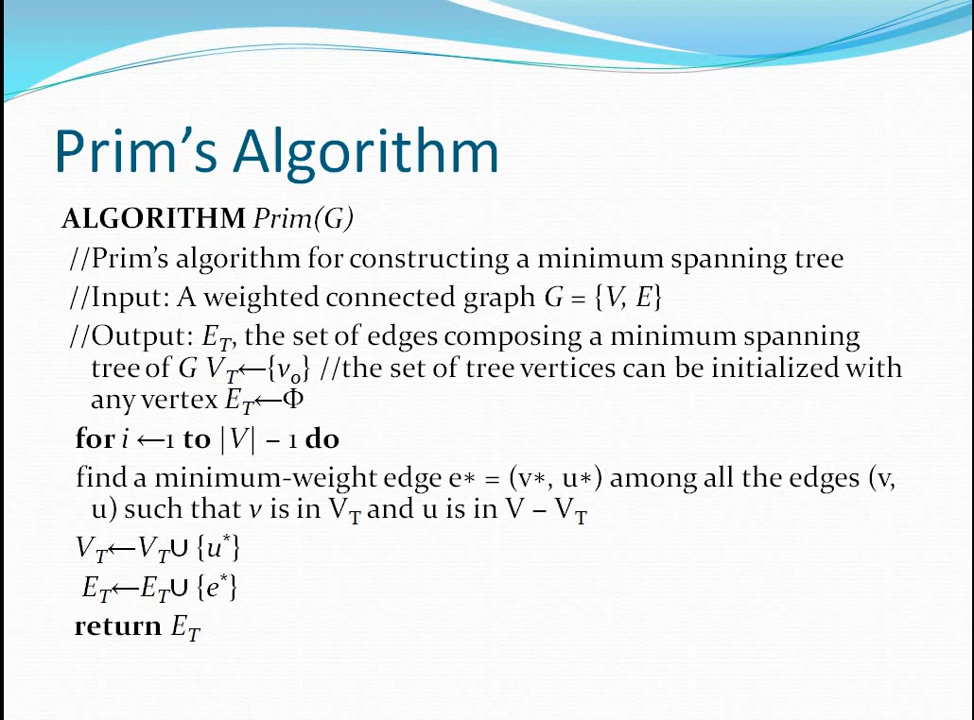 Prim’s Algorithm
ALGORITHM Prim(G)
//Prim’s algorithm for constructing a minimum spanning tree
//Input: A weighted connected graph G = {V, E}
//Output: E_T, the set of edges composing a minimum spanning
tree of G V_T←{v₀} //the set of tree vertices can be initialized with
any vertex E_T←Φ
for i ←1 to |V| – 1 do
find a minimum-weight edge e* = (v*, u*) among all the edges (v,
u) such that v is in V_T and u is in V – V_T
V_T←V_T∪ {u*}
E_T←E_T∪ {e*}
return E_T